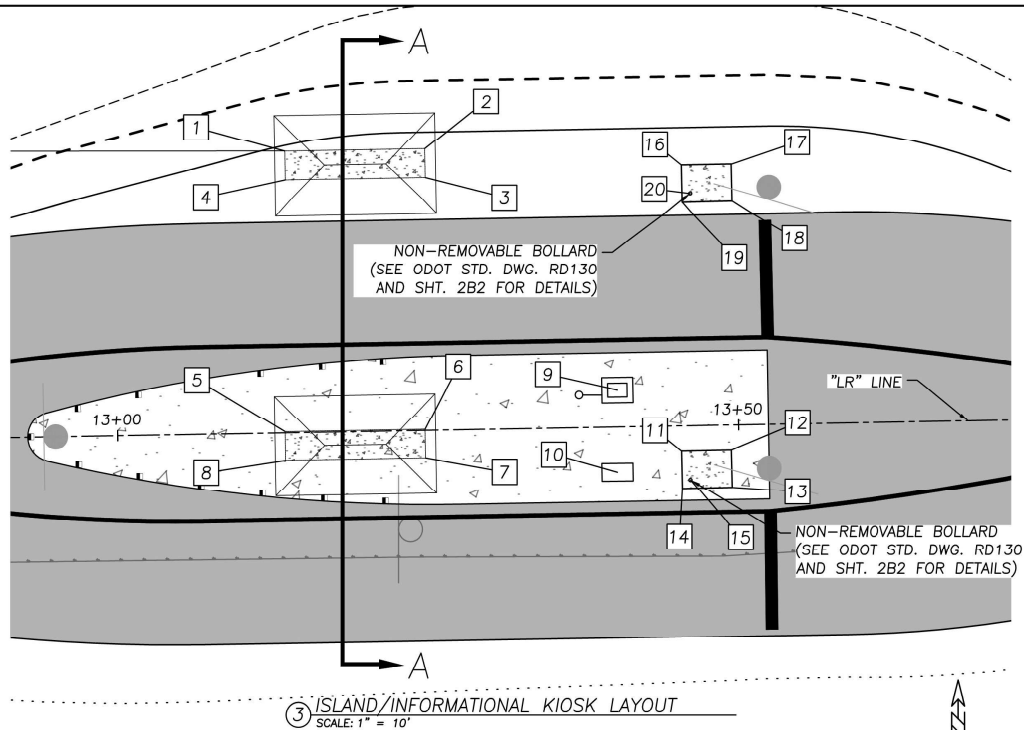 A
2
1
16
17
4
3
20
18
19
NON-REMOVABLE BOLLARD
(SEE ODOT STD. DWG. RD130
AND SHT. 2B2 FOR DETAILS)
5
6
9
"LR" LINE
13+00
13+50
11
12
8
7
10
13
14
15
NON-REMOVABLE BOLLARD
(SEE ODOT STD. DWG. RD130
AND SHT. 2B2 FOR DETAILS)
A
3 ISLAND/INFORMATIONAL KIOSK LAYOUT
SCALE: 1" = 10'
N